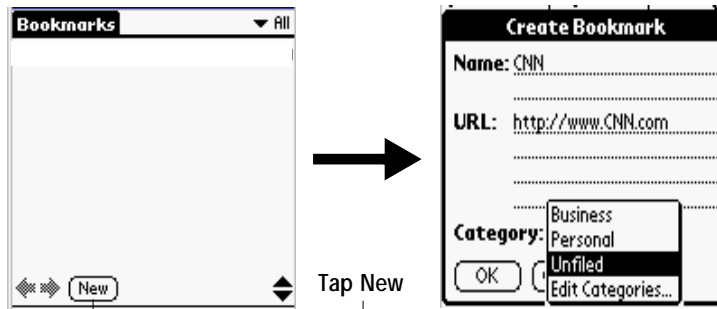 Bookmarks All
New
Tap New
Create Bookmark
Name: CNN
URL: http://www.CNN.com
Category:
Business
Personal
Unfiled
Edit Categories...
OK